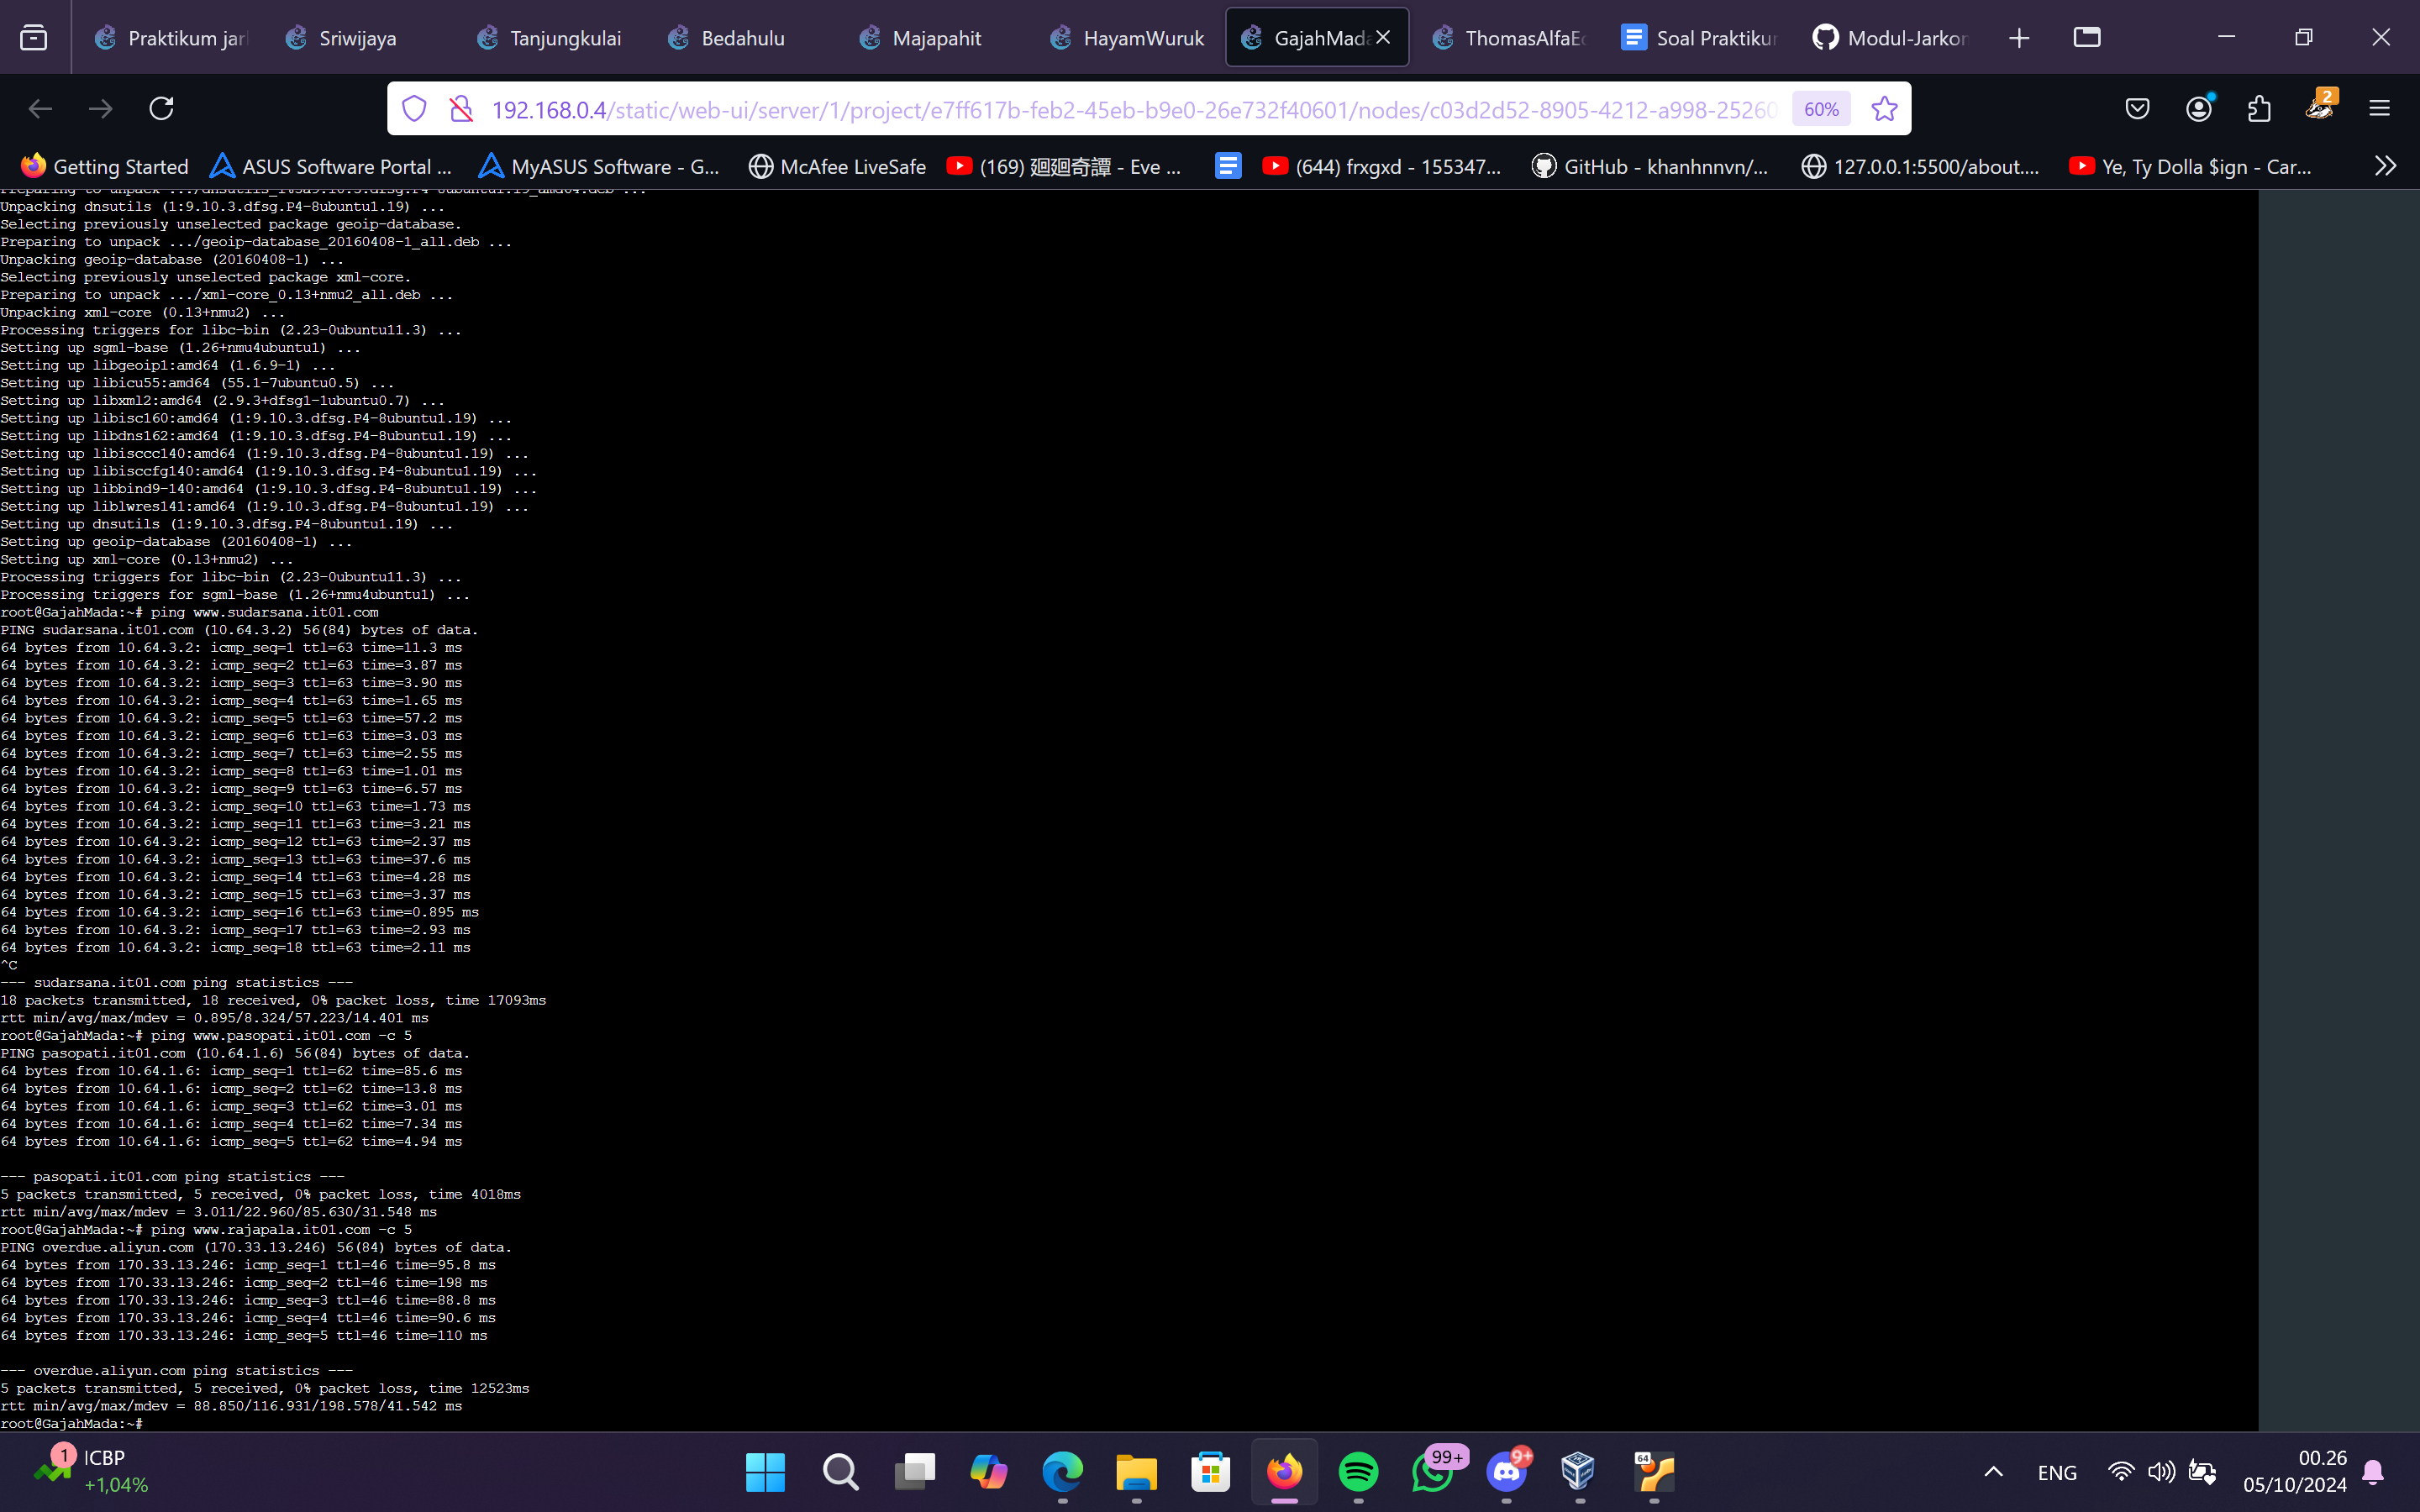 Praktikum jar
Sriwijaya
Tanjungkulai
Bedahulu
Majapahit
HayamWuruk
GajahMada
ThomasAlfaEd
Soal Praktikum
Modul-Jarkom
192.168.0.4/static/web-ui/server/1/project/e7ff617b-feb2-45eb-b9e0-26e732f40601/nodes/c03d2d52-8905-4212-a998-25260
60%
2
Getting Started
ASUS Software Portal ...
MyASUS Software - G...
McAfee LiveSafe
(169) 廻廻奇譚 - Eve ...
(644) frxgxd - 155347...
GitHub - khanhnnvn/...
127.0.0.1:5500/about....
Ye, Ty Dolla $ign - Car...
Preparing to unpack .../dnsutils_1%3a9.10.3.dfsg.P4-8ubuntu1.19_amd64.deb ...
Unpacking dnsutils (1:9.10.3.dfsg.P4-8ubuntu1.19) ...
Selecting previously unselected package geoip-database.
Preparing to unpack .../geoip-database_20160408-1_all.deb ...
Unpacking geoip-database (20160408-1) ...
Selecting previously unselected package xml-core.
Preparing to unpack .../xml-core_0.13+nmu2_all.deb ...
Unpacking xml-core (0.13+nmu2) ...
Processing triggers for libc-bin (2.23-0ubuntu11.3) ...
Setting up sgml-base (1.26+nmu4ubuntu1) ...
Setting up libgeoip1:amd64 (1.6.9-1) ...
Setting up libicu55:amd64 (55.1-7ubuntu0.5) ...
Setting up libxml2:amd64 (2.9.3+dfsg1-1ubuntu0.7) ...
Setting up libisc160:amd64 (1:9.10.3.dfsg.P4-8ubuntu1.19) ...
Setting up libdns162:amd64 (1:9.10.3.dfsg.P4-8ubuntu1.19) ...
Setting up libisccc140:amd64 (1:9.10.3.dfsg.P4-8ubuntu1.19) ...
Setting up libisccfg140:amd64 (1:9.10.3.dfsg.P4-8ubuntu1.19) ...
Setting up libbind9-140:amd64 (1:9.10.3.dfsg.P4-8ubuntu1.19) ...
Setting up liblwres141:amd64 (1:9.10.3.dfsg.P4-8ubuntu1.19) ...
Setting up dnsutils (1:9.10.3.dfsg.P4-8ubuntu1.19) ...
Setting up geoip-database (20160408-1) ...
Setting up xml-core (0.13+nmu2) ...
Processing triggers for libc-bin (2.23-0ubuntu11.3) ...
Processing triggers for sgml-base (1.26+nmu4ubuntu1) ...
root@GajahMada:~# ping www.sudarsana.it01.com
PING sudarsana.it01.com (10.64.3.2) 56(84) bytes of data.
64 bytes from 10.64.3.2: icmp_seq=1 ttl=63 time=11.3 ms
64 bytes from 10.64.3.2: icmp_seq=2 ttl=63 time=3.87 ms
64 bytes from 10.64.3.2: icmp_seq=3 ttl=63 time=3.90 ms
64 bytes from 10.64.3.2: icmp_seq=4 ttl=63 time=1.65 ms
64 bytes from 10.64.3.2: icmp_seq=5 ttl=63 time=57.2 ms
64 bytes from 10.64.3.2: icmp_seq=6 ttl=63 time=3.03 ms
64 bytes from 10.64.3.2: icmp_seq=7 ttl=63 time=2.55 ms
64 bytes from 10.64.3.2: icmp_seq=8 ttl=63 time=1.01 ms
64 bytes from 10.64.3.2: icmp_seq=9 ttl=63 time=6.57 ms
64 bytes from 10.64.3.2: icmp_seq=10 ttl=63 time=1.73 ms
64 bytes from 10.64.3.2: icmp_seq=11 ttl=63 time=3.21 ms
64 bytes from 10.64.3.2: icmp_seq=12 ttl=63 time=2.37 ms
64 bytes from 10.64.3.2: icmp_seq=13 ttl=63 time=37.6 ms
64 bytes from 10.64.3.2: icmp_seq=14 ttl=63 time=4.28 ms
64 bytes from 10.64.3.2: icmp_seq=15 ttl=63 time=3.37 ms
64 bytes from 10.64.3.2: icmp_seq=16 ttl=63 time=0.895 ms
64 bytes from 10.64.3.2: icmp_seq=17 ttl=63 time=2.93 ms
64 bytes from 10.64.3.2: icmp_seq=18 ttl=63 time=2.11 ms
^C
--- sudarsana.it01.com ping statistics ---
18 packets transmitted, 18 received, 0% packet loss, time 17093ms
rtt min/avg/max/mdev = 0.895/8.324/57.223/14.401 ms
root@GajahMada:~# ping www.pasopati.it01.com -c 5
PING pasopati.it01.com (10.64.1.6) 56(84) bytes of data.
64 bytes from 10.64.1.6: icmp_seq=1 ttl=62 time=85.6 ms
64 bytes from 10.64.1.6: icmp_seq=2 ttl=62 time=13.8 ms
64 bytes from 10.64.1.6: icmp_seq=3 ttl=62 time=3.01 ms
64 bytes from 10.64.1.6: icmp_seq=4 ttl=62 time=7.34 ms
64 bytes from 10.64.1.6: icmp_seq=5 ttl=62 time=4.94 ms
--- pasopati.it01.com ping statistics ---
5 packets transmitted, 5 received, 0% packet loss, time 4018ms
rtt min/avg/max/mdev = 3.011/22.960/85.630/31.548 ms
root@GajahMada:~# ping www.rajapala.it01.com -c 5
PING overdue.aliyun.com (170.33.13.246) 56(84) bytes of data.
64 bytes from 170.33.13.246: icmp_seq=1 ttl=46 time=95.8 ms
64 bytes from 170.33.13.246: icmp_seq=2 ttl=46 time=198 ms
64 bytes from 170.33.13.246: icmp_seq=3 ttl=46 time=88.8 ms
64 bytes from 170.33.13.246: icmp_seq=4 ttl=46 time=90.6 ms
64 bytes from 170.33.13.246: icmp_seq=5 ttl=46 time=110 ms
--- overdue.aliyun.com ping statistics ---
5 packets transmitted, 5 received, 0% packet loss, time 12523ms
rtt min/avg/max/mdev = 88.850/116.931/198.578/41.542 ms
root@GajahMada:~#
1
ICBP
+1,04%
99+
9+
64
ENG
00.26
05/10/2024